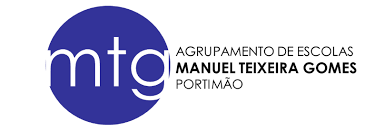 mtg
AGRUPAMENTO DE ESCOLAS
MANUEL TEIXEIRA GOMES
PORTIMÃO